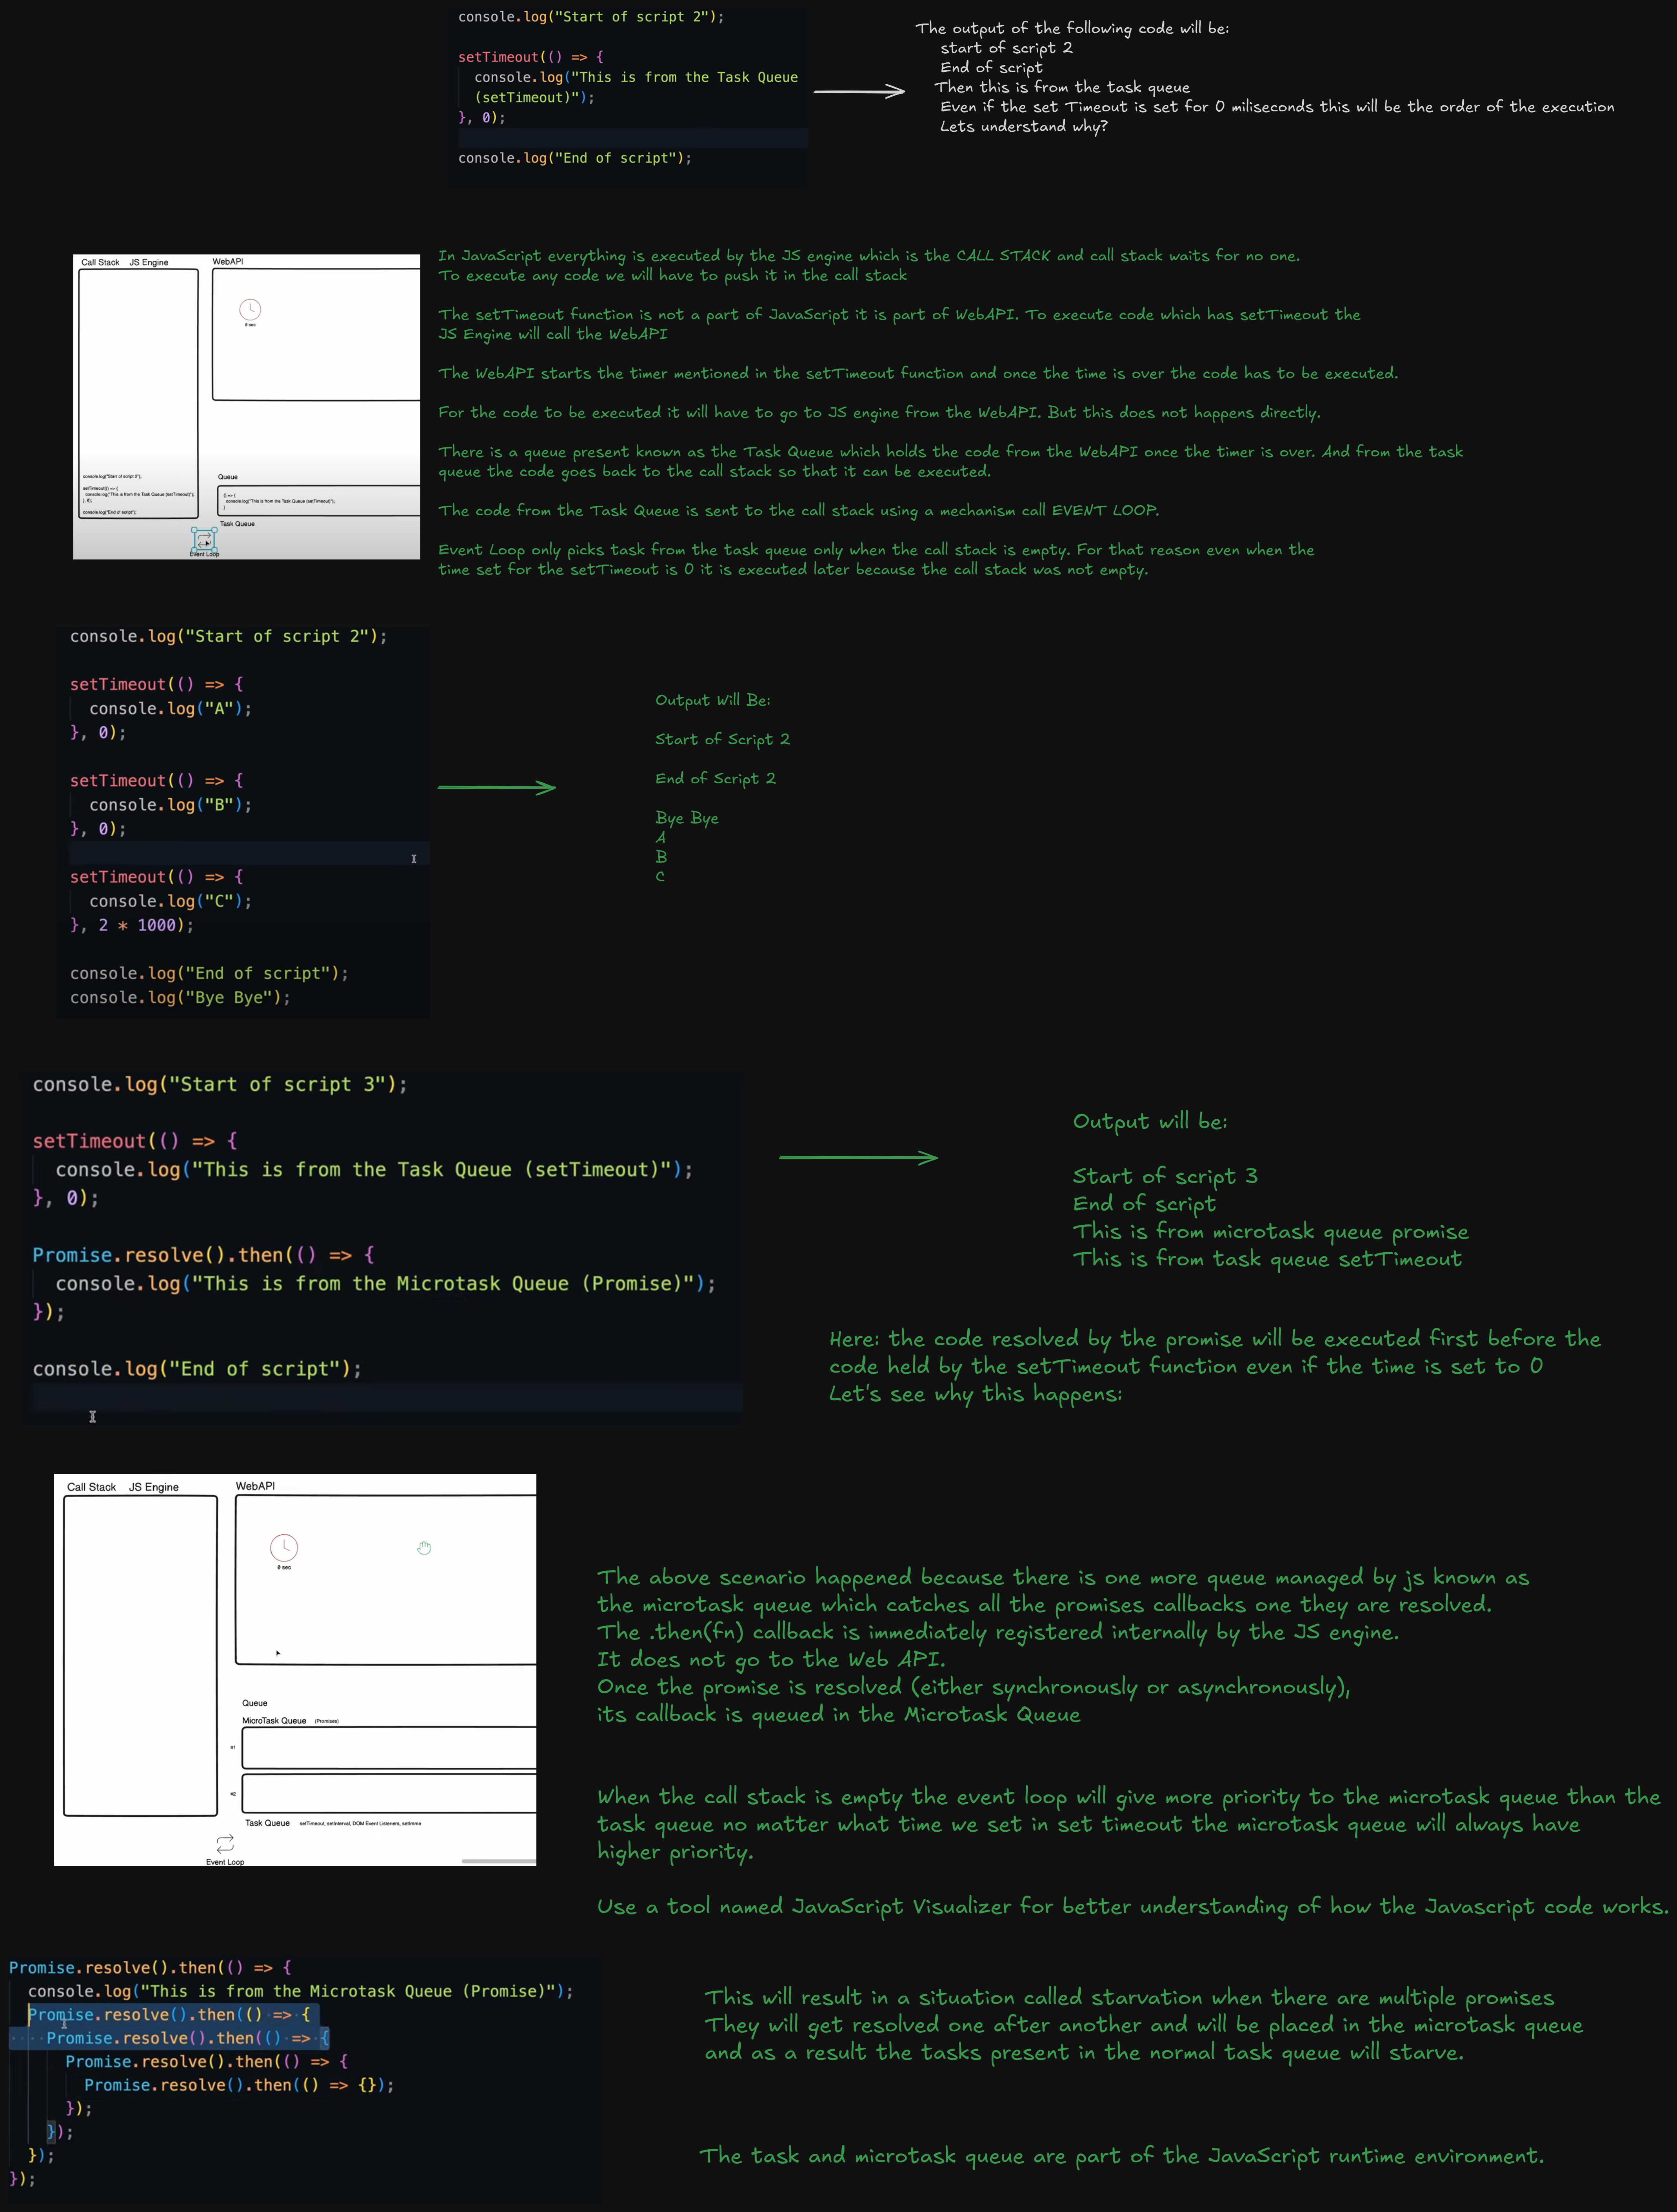 console.log("Start of script 2");
setTimeout(() => {
console.log("This is from the Task Queue
(setTimeout)");
}, 0);
console.log("End of script");
The output of the following code will be:
start of script 2
End of script
Then this is from the task queue
Even if the set Timeout is set for 0 miliseconds this will be the order of the execution
Lets understand why?
Call Stack JS Engine
WebAPI
0 sec
console.log("Start of script 2");
setTimeout(() => {
console.log("This is from the Task Queue (setTimeout)");
}, 0);
console.log("End of script");
Queue
() => {
console.log("This is from the Task Queue (setTimeout)");
}
Task Queue
Event Loop
In JavaScript everything is executed by the JS engine which is the CALL STACK and call stack waits for no one.
To execute any code we will have to push it in the call stack
The setTimeout function is not a part of JavaScript it is part of WebAPI. To execute code which has setTimeout the
JS Engine will call the WebAPI
The WebAPI starts the timer mentioned in the setTimeout function and once the time is over the code has to be executed.
For the code to be executed it will have to go to JS engine from the WebAPI. But this does not happens directly.
There is a queue present known as the Task Queue which holds the code from the WebAPI once the timer is over. And from the task
queue the code goes back to the call stack so that it can be executed.
The code from the Task Queue is sent to the call stack using a mechanism call EVENT LOOP.
Event Loop only picks task from the task queue only when the call stack is empty. For that reason even when the
time set for the setTimeout is 0 it is executed later because the call stack was not empty.
console.log("Start of script 2");
setTimeout(() => {
console.log("A");
}, 0);
setTimeout(() => {
console.log("B");
}, 0);
setTimeout(() => {
console.log("C");
}, 2 * 1000);
console.log("End of script");
console.log("Bye Bye");
Output Will Be:
Start of Script 2
End of Script 2
Bye Bye
A
B
C
console.log("Start of script 3");
setTimeout(() => {
console.log("This is from the Task Queue (setTimeout)");
}, 0);
Promise.resolve().then(() => {
console.log("This is from the Microtask Queue (Promise)");
});
console.log("End of script");
Output will be:
Start of script 3
End of script
This is from microtask queue promise
This is from task queue setTimeout
Here: the code resolved by the promise will be executed first before the
code held by the setTimeout function even if the time is set to 0
Let's see why this happens:
Call Stack JS Engine
WebAPI
0 sec
Queue
MicroTask Queue (Promises)
#1
#2
Task Queue setTimeout, setInterval, DOM Event Listeners, setImme
Event Loop
The above scenario happened because there is one more queue managed by js known as
the microtask queue which catches all the promises callbacks one they are resolved.
The .then(fn) callback is immediately registered internally by the JS engine.
It does not go to the Web API.
Once the promise is resolved (either synchronously or asynchronously),
its callback is queued in the Microtask Queue
When the call stack is empty the event loop will give more priority to the microtask queue than the
task queue no matter what time we set in set timeout the microtask queue will always have
higher priority.
Use a tool named JavaScript Visualizer for better understanding of how the Javascript code works.
Promise.resolve().then(() => {
console.log("This is from the Microtask Queue (Promise)");
Promise.resolve().then(() => {
Promise.resolve().then(() => {
Promise.resolve().then(() => {
Promise.resolve().then(() => {});
});
});
});
});
This will result in a situation called starvation when there are multiple promises
They will get resolved one after another and will be placed in the microtask queue
and as a result the tasks present in the normal task queue will starve.
The task and microtask queue are part of the JavaScript runtime environment.